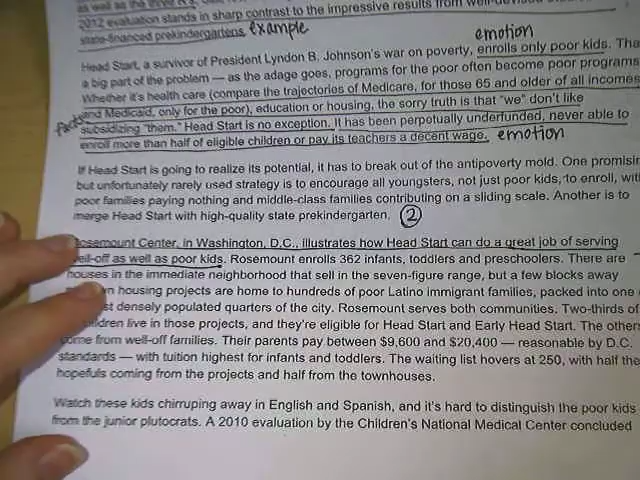 as well as the three R's.
2012 evaluation stands in sharp contrast to the impressive results from well-
state-financed prekindergartens. example
emotion
Head Start, a survivor of President Lyndon B. Johnson's war on poverty, enrolls only poor kids. Tha
a big part of the problem — as the adage goes, programs for the poor often become poor programs
Whether it's health care (compare the trajectories of Medicare, for those 65 and older of all incomes
and Medicaid, only for the poor), education or housing, the sorry truth is that "we" don't like
facts subsidizing "them." Head Start is no exception. It has been perpetually underfunded, never able to
enroll more than half of eligible children or pay its teachers a decent wage. emotion
If Head Start is going to realize its potential, it has to break out of the antipoverty mold. One promisin
but unfortunately rarely used strategy is to encourage all youngsters, not just poor kids, to enroll, wit
poor families paying nothing and middle-class families contributing on a sliding scale. Another is to
merge Head Start with high-quality state prekindergarten. 2
Rosemount Center, in Washington, D.C., illustrates how Head Start can do a great job of serving
well-off as well as poor kids. Rosemount enrolls 362 infants, toddlers and preschoolers. There are
houses in the immediate neighborhood that sell in the seven-figure range, but a few blocks away
housing projects are home to hundreds of poor Latino immigrant families, packed into one
st densely populated quarters of the city. Rosemount serves both communities. Two-thirds of
children live in those projects, and they're eligible for Head Start and Early Head Start. The others
come from well-off families. Their parents pay between $9,600 and $20,400 — reasonable by D.C.
standards — with tuition highest for infants and toddlers. The waiting list hovers at 250, with half the
hopefuls coming from the projects and half from the townhouses.
Watch these kids chirruping away in English and Spanish, and it's hard to distinguish the poor kids
from the junior plutocrats. A 2010 evaluation by the Children's National Medical Center concluded